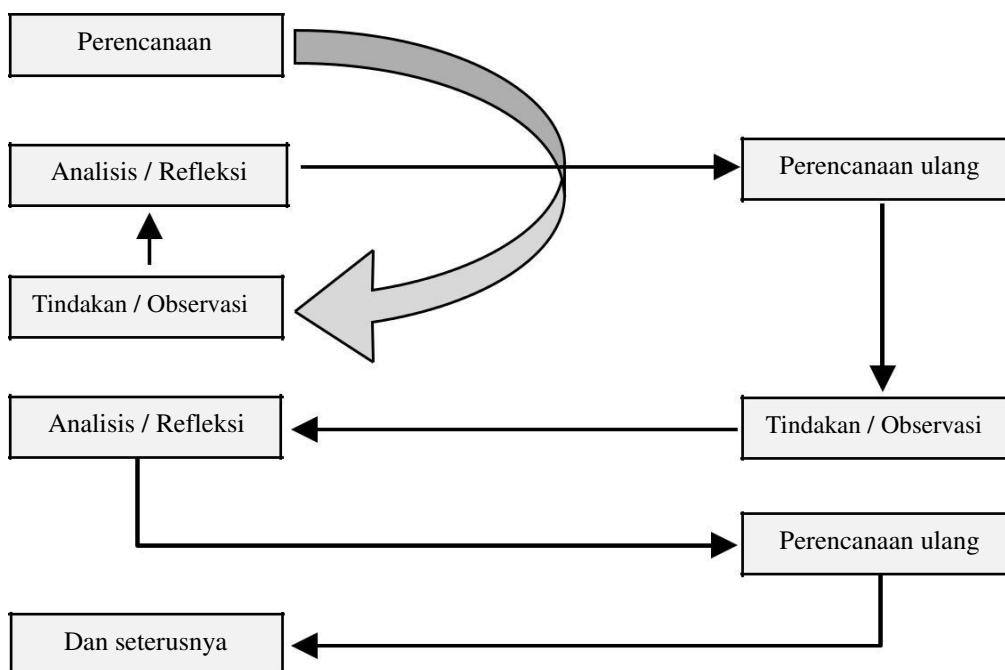 Perencanaan
Analisis / Refleksi
Perencanaan ulang
Tindakan / Observasi
Analisis / Refleksi
Tindakan / Observasi
Perencanaan ulang
Dan seterusnya